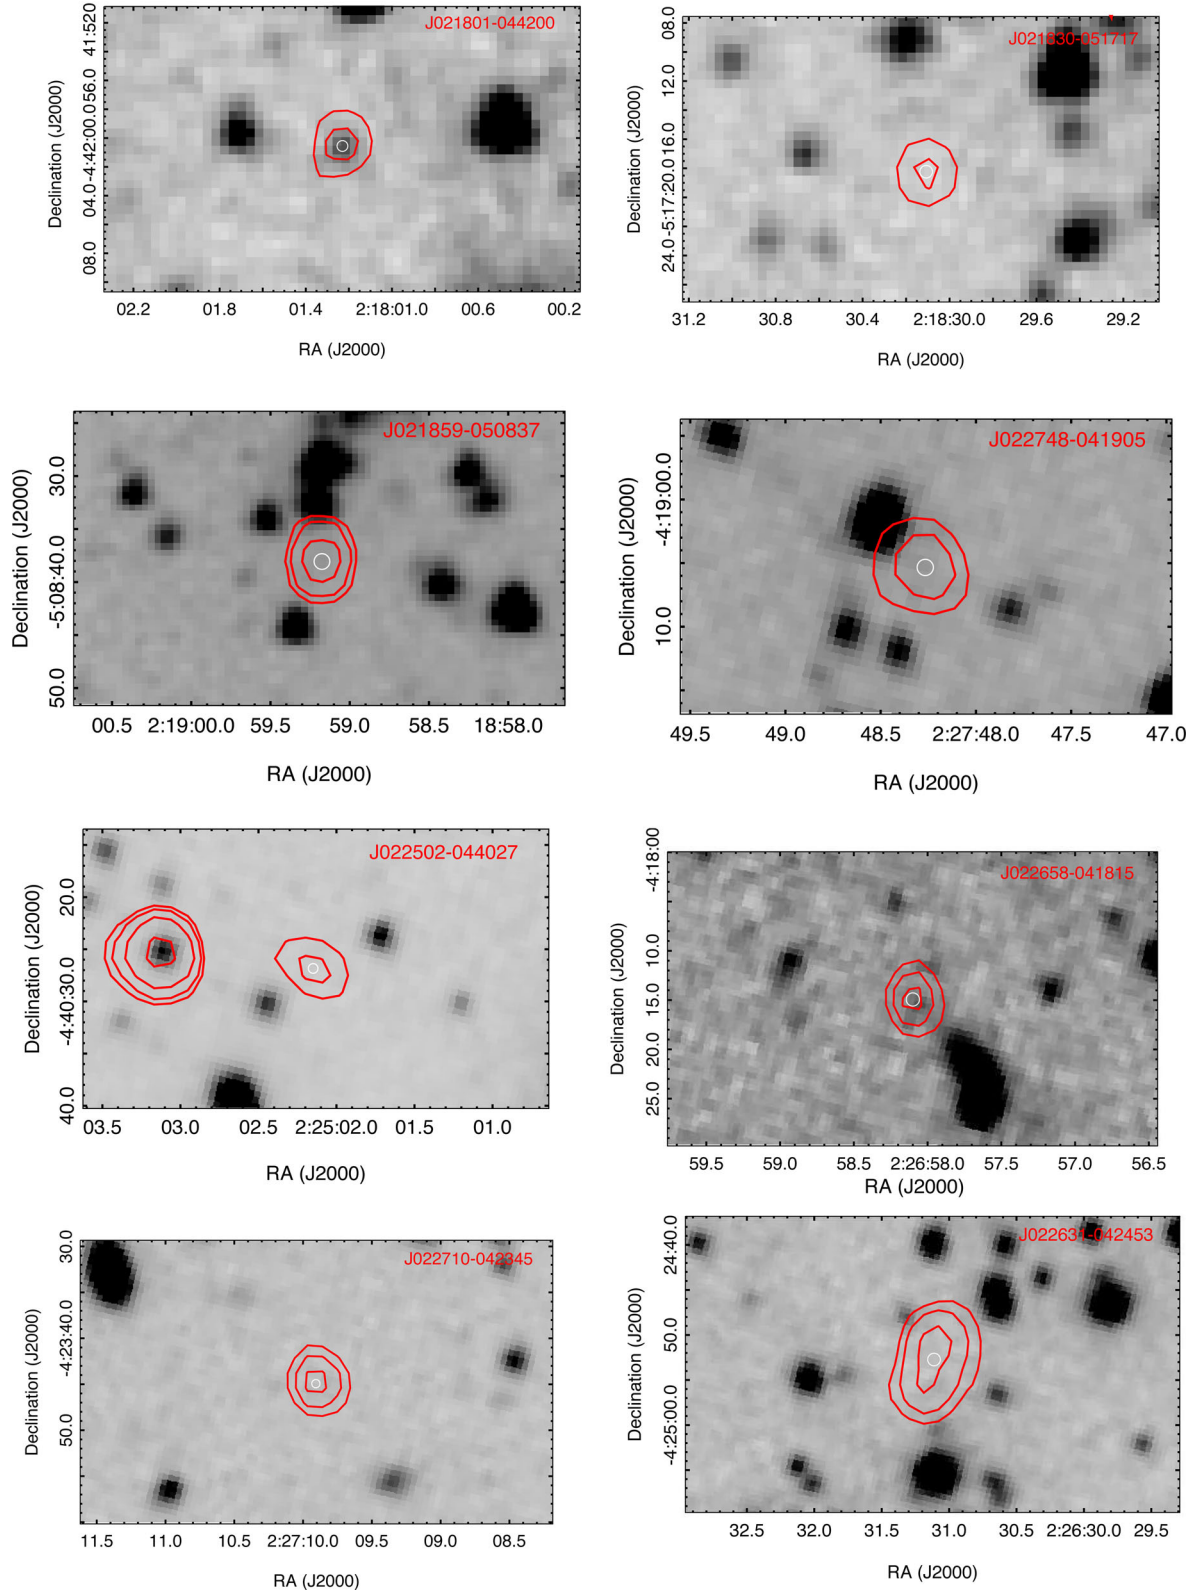 J021801-044200
Declination (J2000)
41:520
04.0-4:42:00.0 56.0
08.0
02.2 01.8 01.4 2:18:01.0 00.6 00.2
RA (J2000)
J021830-051717
Declination (J2000)
08.0
12.0
24.0-5:17:20.0 16.0
31.2 30.8 30.4 2:18:30.0 29.6 29.2
RA (J2000)
J021859-050837
Declination (J2000)
30.0
-5:08:40.0
50.0
00.5 2:19:00.0 59.5 59.0 58.5 18:58.0
RA (J2000)
J022748-041905
Declination (J2000)
-4:19:00.0
10.0
49.5 49.0 48.5 2:27:48.0 47.5 47.0
RA (J2000)
J022502-044027
Declination (J2000)
20.0
-4:40:30.0
40.0
03.5 03.0 02.5 2:25:02.0 01.5 01.0
RA (J2000)
J022658-041815
Declination (J2000)
-4:18:00
10.0
15.0
20.0
25.0
59.5 59.0 58.5 2:26:58.0 57.5 57.0 56.5
RA (J2000)
J022710-042345
Declination (J2000)
30.0
-4:23:40.0
50.0
11.5 11.0 10.5 2:27:10.0 09.5 09.0 08.5
RA (J2000)
J022631-042453
Declination (J2000)
24:40.0
50.0
-4:25:00.0
32.5 32.0 31.5 31.0 30.5 2:26:30.0 29.5
RA (J2000)